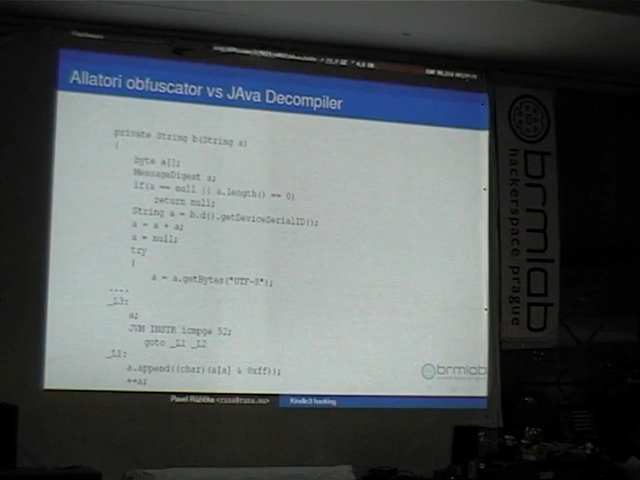 Allatori obfuscator vs JAva Decompiler
private String b(String a)
{
byte a[];
MessageDigest a;
if(a == null || a.length() == 0)
return null;
String a = b.d().getDeviceSerialID();
a = a + a;
a = null;
try
{
a = a.getBytes("UTF-8");
....
_L3:
a;
JVM INSTR icmpge 52;
goto _L1 _L2
_L1:
a.append((char)(a[a] & 0xff));
++a;
brmlab
Pavel Růžička
Kindle3 hacking
brmlab
hackerspace prague